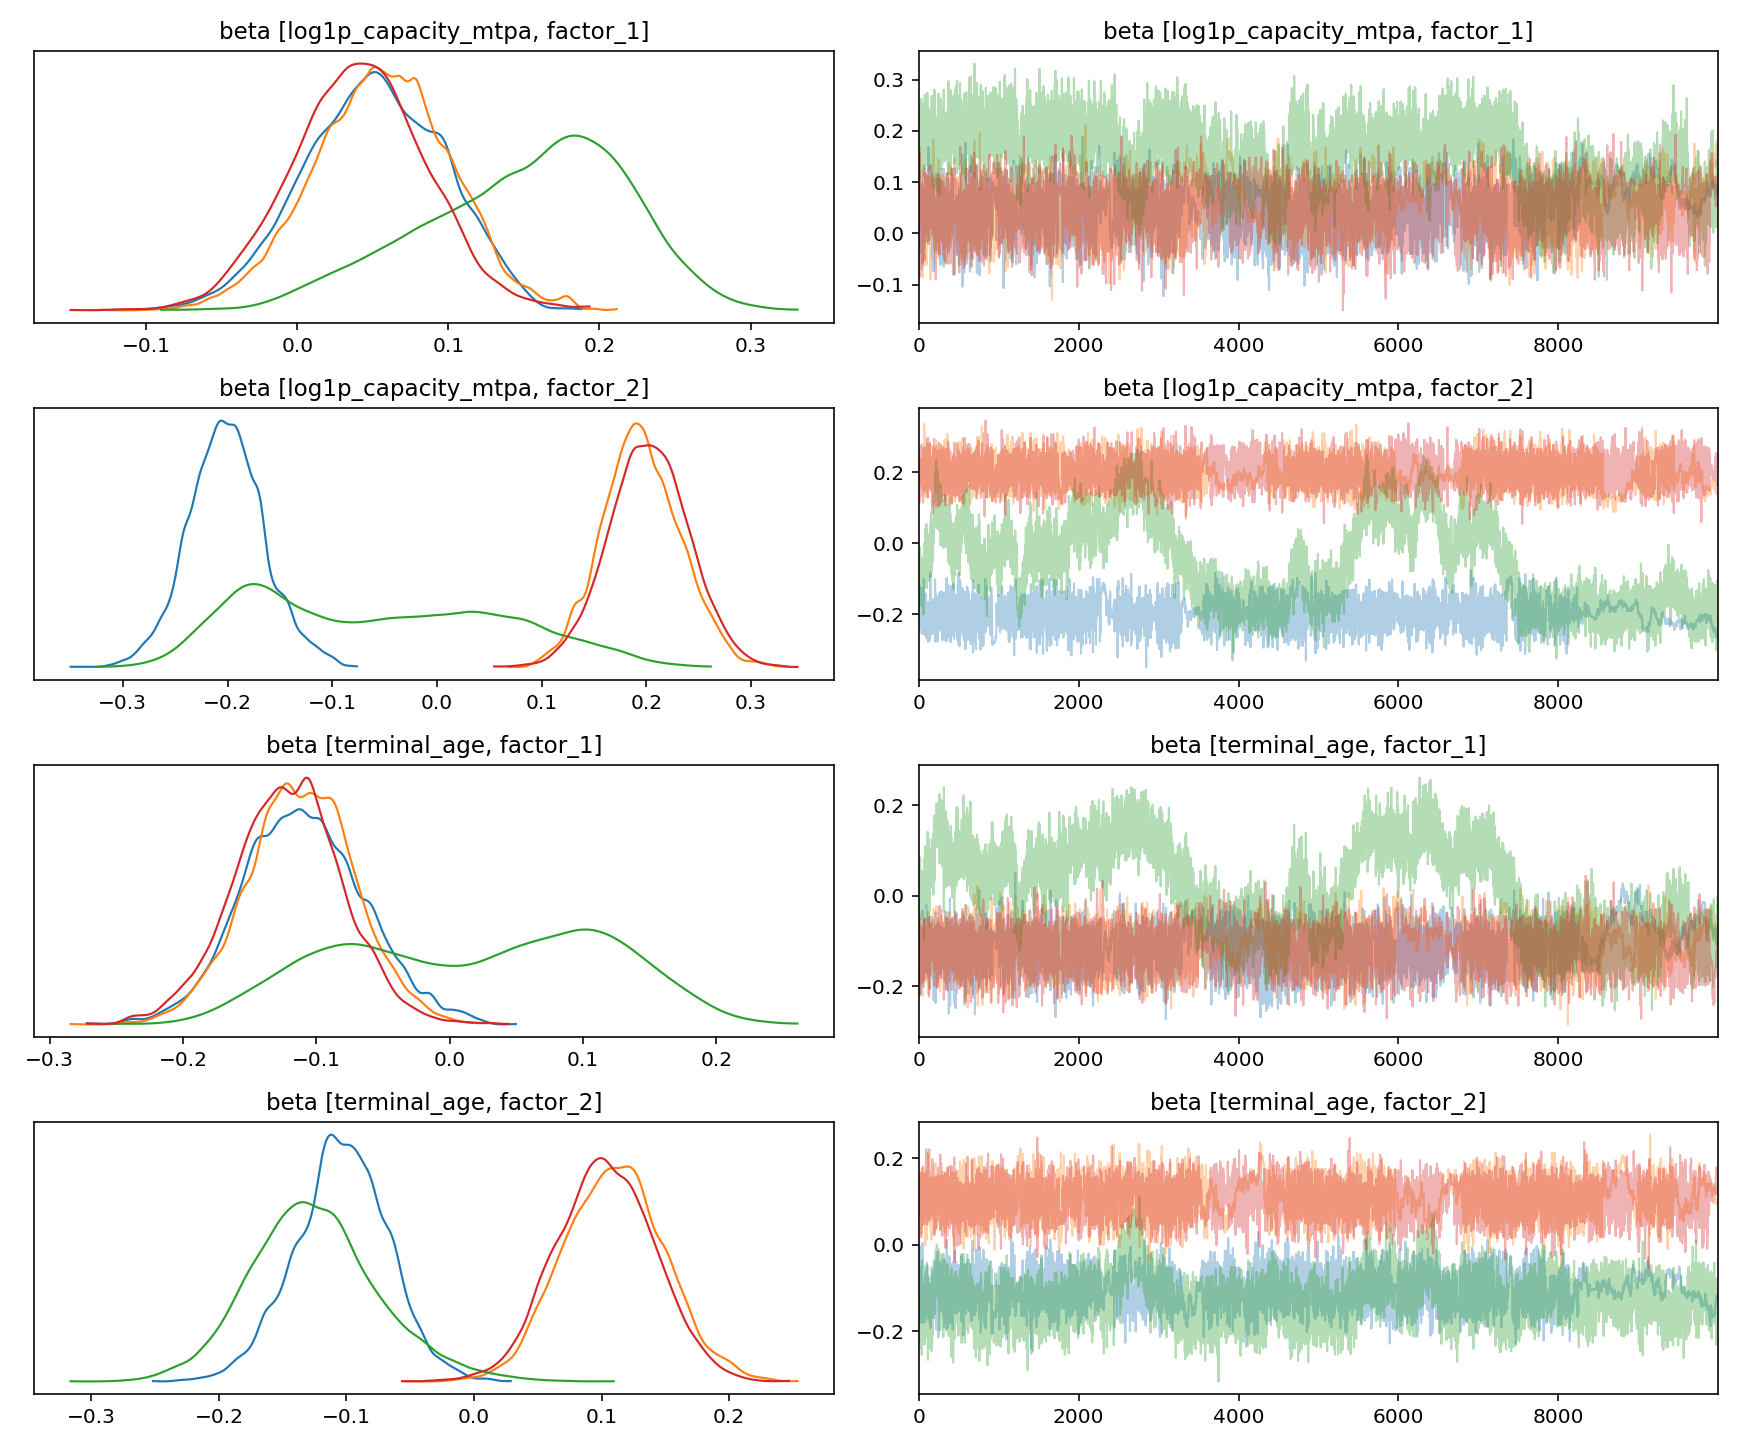 beta [log1p_capacity_mtpa, factor_1]
beta [log1p_capacity_mtpa, factor_1]
0.3
0.2
0.1
0.0
−0.1
−0.1 0.0 0.1 0.2 0.3
0 2000 4000 6000 8000
beta [log1p_capacity_mtpa, factor_2]
beta [log1p_capacity_mtpa, factor_2]
0.2
0.0
−0.2
−0.3 −0.2 −0.1 0.0 0.1 0.2 0.3
0 2000 4000 6000 8000
beta [terminal_age, factor_1]
beta [terminal_age, factor_1]
0.2
0.0
−0.2
−0.3 −0.2 −0.1 0.0 0.1 0.2
0 2000 4000 6000 8000
beta [terminal_age, factor_2]
beta [terminal_age, factor_2]
0.2
0.0
−0.2
−0.3 −0.2 −0.1 0.0 0.1 0.2
0 2000 4000 6000 8000